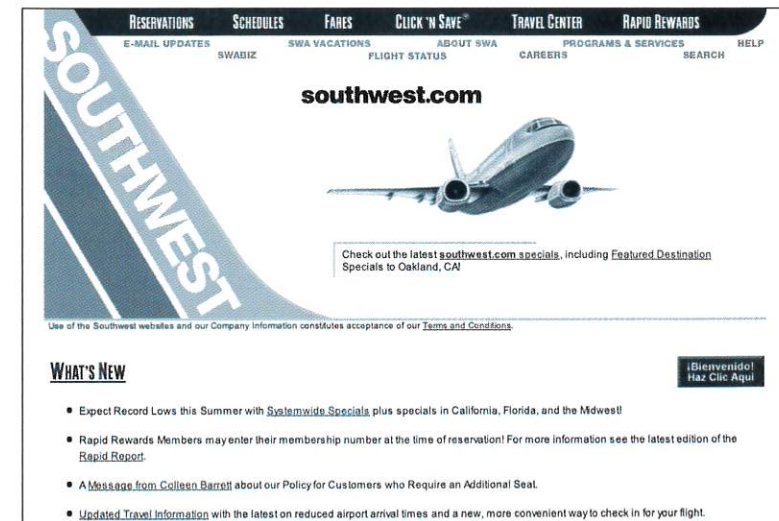 RESERVATIONS SCHEDULES FARES CLICK 'N SAVE® TRAVEL CENTER RAPID REWARDS
E-MAIL UPDATES SWA VACATIONS ABOUT SWA PROGRAMS & SERVICES HELP
SWABIZ FLIGHT STATUS CAREERS SEARCH
SOUTHWEST
southwest.com
Check out the latest southwest.com specials, including Featured Destination
Specials to Oakland, CA!
Use of the Southwest websites and our Company Information constitutes acceptance of our Terms and Conditions.
WHAT'S NEW
¡Bienvenido!
Haz Clic Aqui
• Expect Record Lows this Summer with Systemwide Specials plus specials in California, Florida, and the Midwest!
• Rapid Rewards Members may enter their membership number at the time of reservation! For more information see the latest edition of the
Rapid Report.
• A Message from Colleen Barrett about our Policy for Customers who Require an Additional Seat.
• Updated Travel Information with the latest on reduced airport arrival times and a new, more convenient way to check in for your flight.